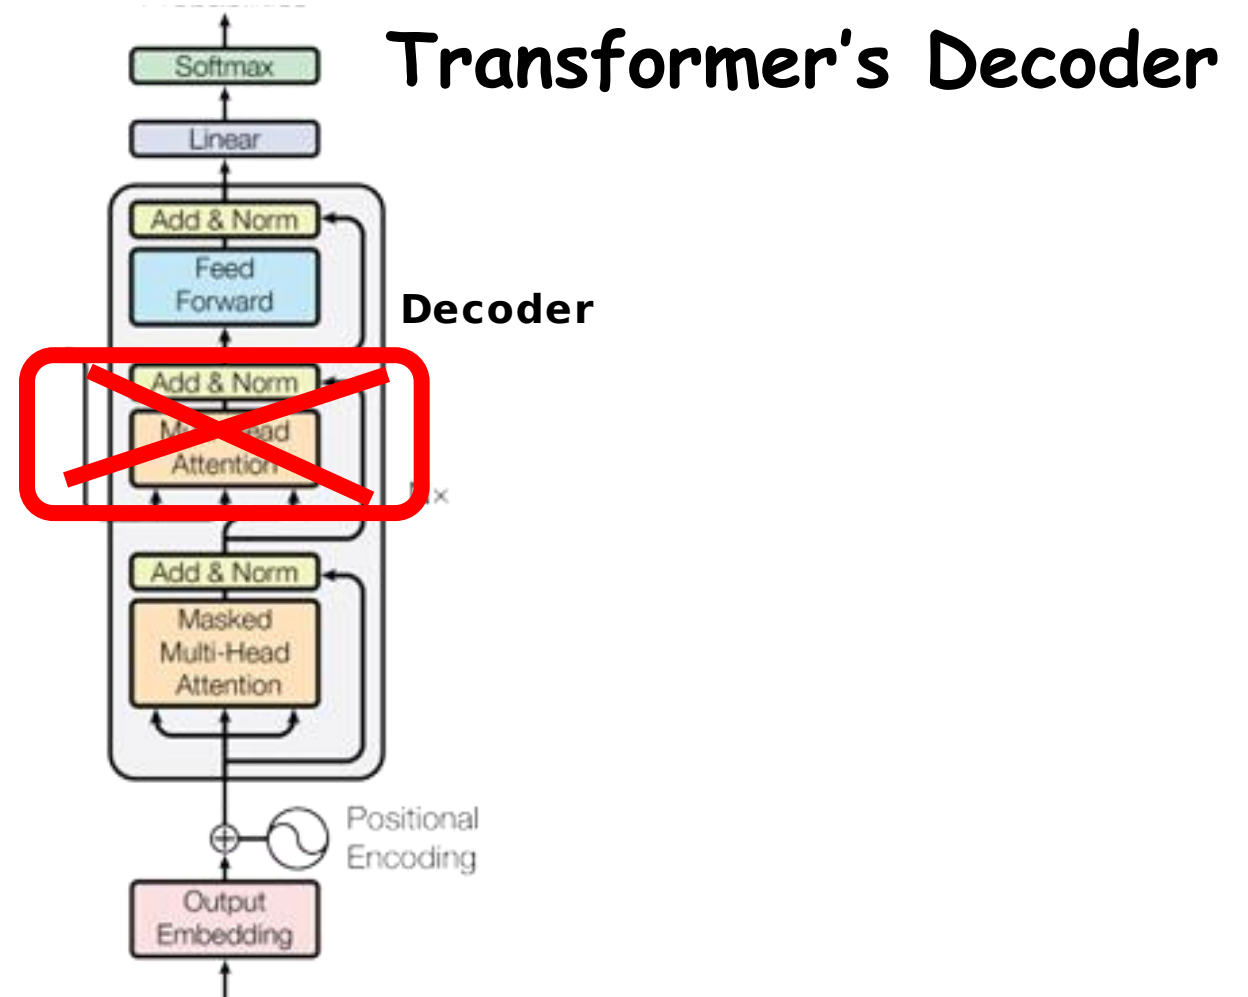 Transformer's Decoder
Softmax
Linear
Add & Norm
Feed
Forward
Decoder
Add & Norm
Attention
Add & Norm
Masked
Multi-Head
Attention
Positional
Encoding
Output
Embedding